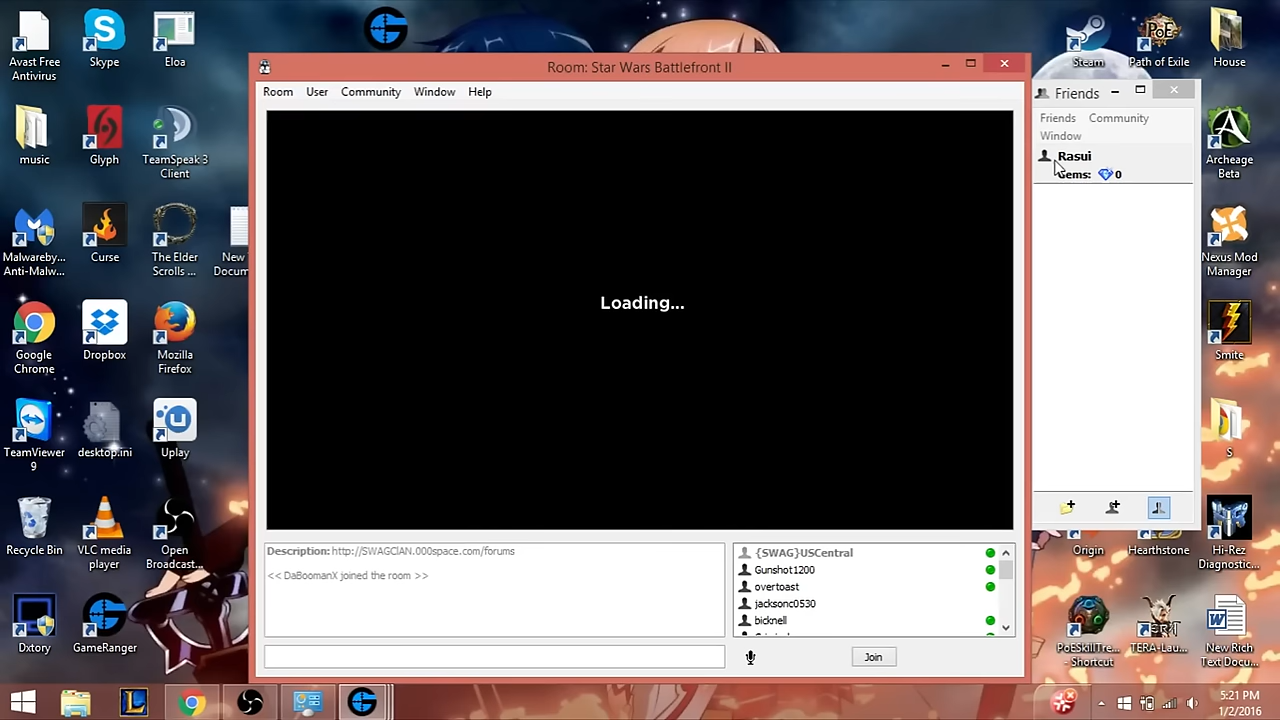 Avast Free
Antivirus
Skype
Eloa
music
Glyph
TeamSpeak 3
Client
Malwareby...
Anti-Malw...
Curse
The Elder
Scrolls ...
New
Docum
Google
Chrome
Dropbox
Mozilla
Firefox
TeamViewer
9
desktop.ini
Uplay
Recycle Bin
VLC media
player
Open
Broadcast...
Dxtory
GameRanger
Room: Star Wars Battlefront II
Room User Community Window Help
Loading...
Description: http://SWAGClAN.000space.com/forums
<< DaBoomanX joined the room >>
{SWAG}USCentral
Gunshot1200
overtoast
jacksonc0530
bicknell
Join
Steam
Path of Exile
House
Friends
Friends Community
Window
Rasui
Gems: 0
Archeage
Beta
Nexus Mod
Manager
Smite
S
Origin
Hearthstone
Hi-Rez
Diagnostic...
PoESkillTre...
- Shortcut
TERA-Lau...
New Rich
Text Docu...
5:21 PM
1/2/2016